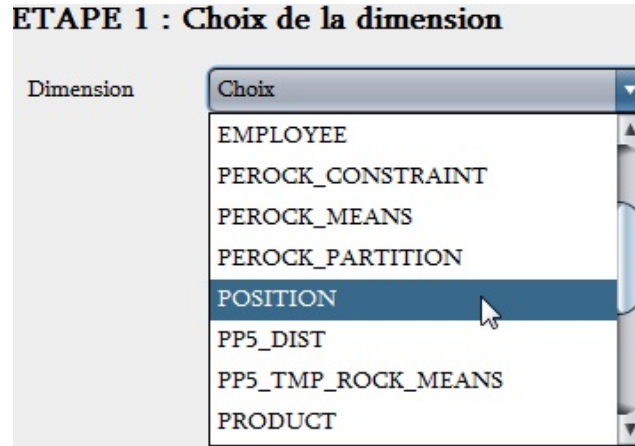 ETAPE 1 : Choix de la dimension
Dimension
Choix
EMPLOYEE
PEROCK_CONSTRAINT
PEROCK_MEANS
PEROCK_PARTITION
POSITION
PP5_DIST
PP5_TMP_ROCK_MEANS
PRODUCT